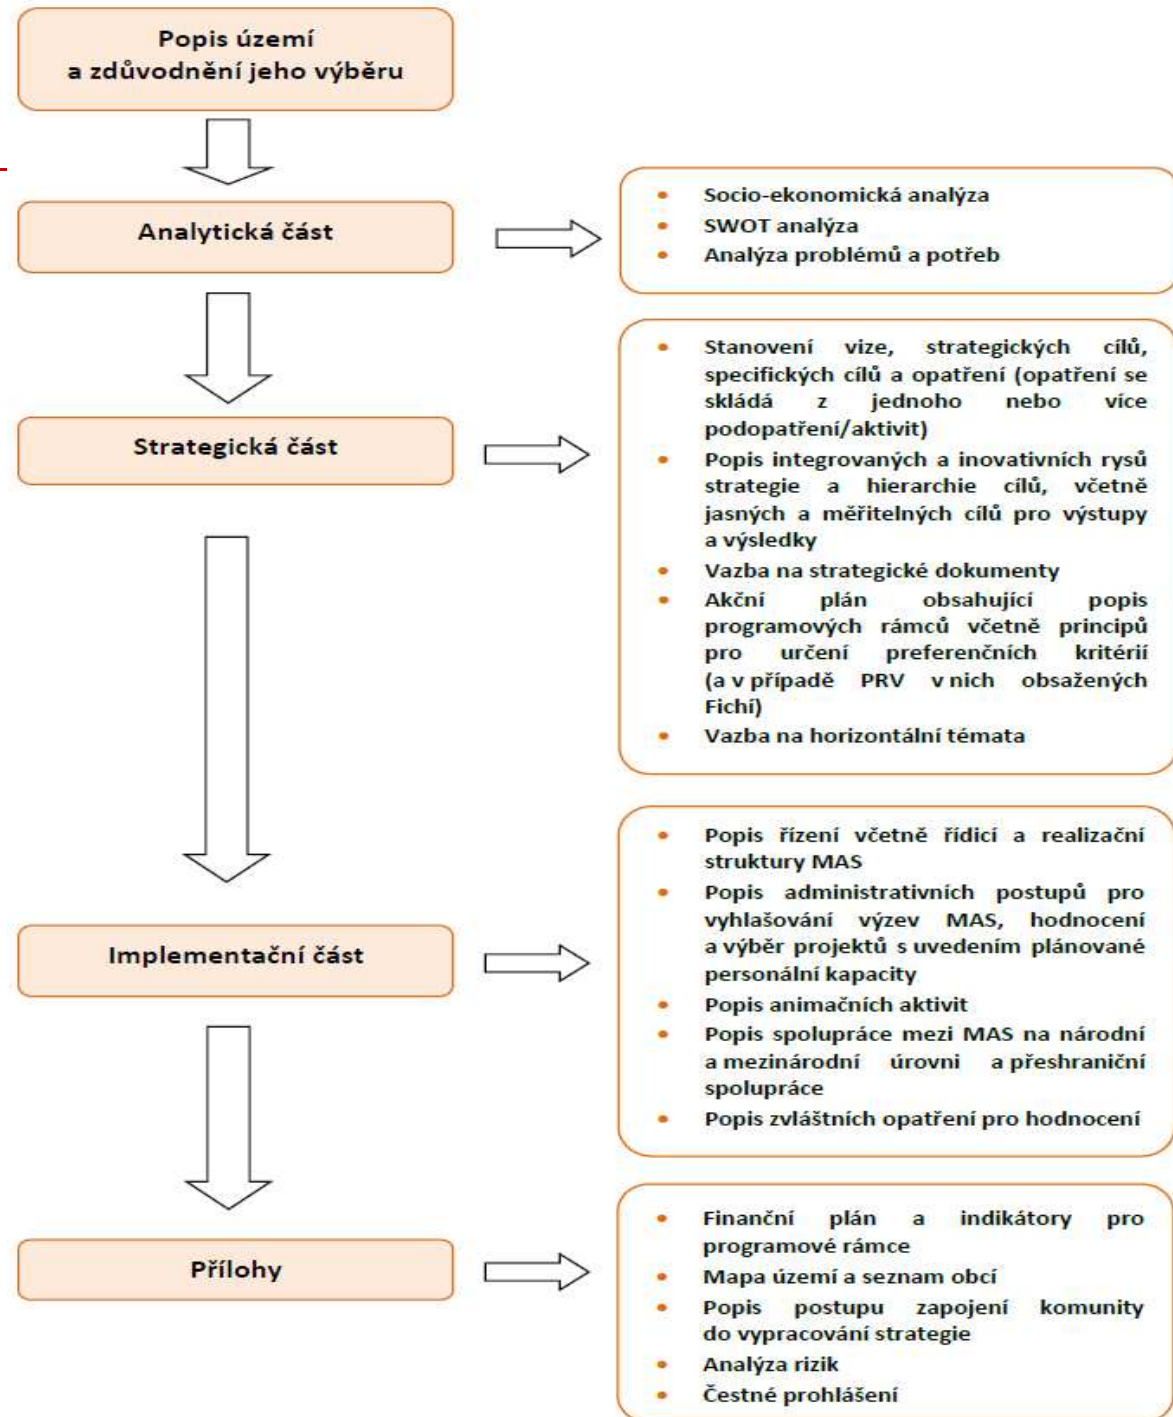 Popis území
a zdůvodnění jeho výběru
Analytická část
• Socio-ekonomická analýza
• SWOT analýza
• Analýza problémů a potřeb
Strategická část
• Stanovení vize, strategických cílů,
specifických cílů a opatření (opatření se
skládá z jednoho nebo více
podopatření/aktivit)
• Popis integrovaných a inovativních rysů
strategie a hierarchie cílů, včetně
jasných a měřitelných cílů pro výstupy
a výsledky
• Vazba na strategické dokumenty
• Akční plán obsahující popis
programových rámců včetně principů
pro určení preferenčních kritérií
(a v případě PRV v nich obsažených
Fichí)
• Vazba na horizontální témata
Implementační část
• Popis řízení včetně řídicí a realizační
struktury MAS
• Popis administrativních postupů pro
vyhlašování výzev MAS, hodnocení
a výběr projektů s uvedením plánované
personální kapacity
• Popis animačních aktivit
• Popis spolupráce mezi MAS na národní
a mezinárodní úrovni a přeshraniční
spolupráce
• Popis zvláštních opatření pro hodnocení
Přílohy
• Finanční plán a indikátory pro
programové rámce
• Mapa území a seznam obcí
• Popis postupu zapojení komunity
do vypracování strategie
• Analýza rizik
• Čestné prohlášení